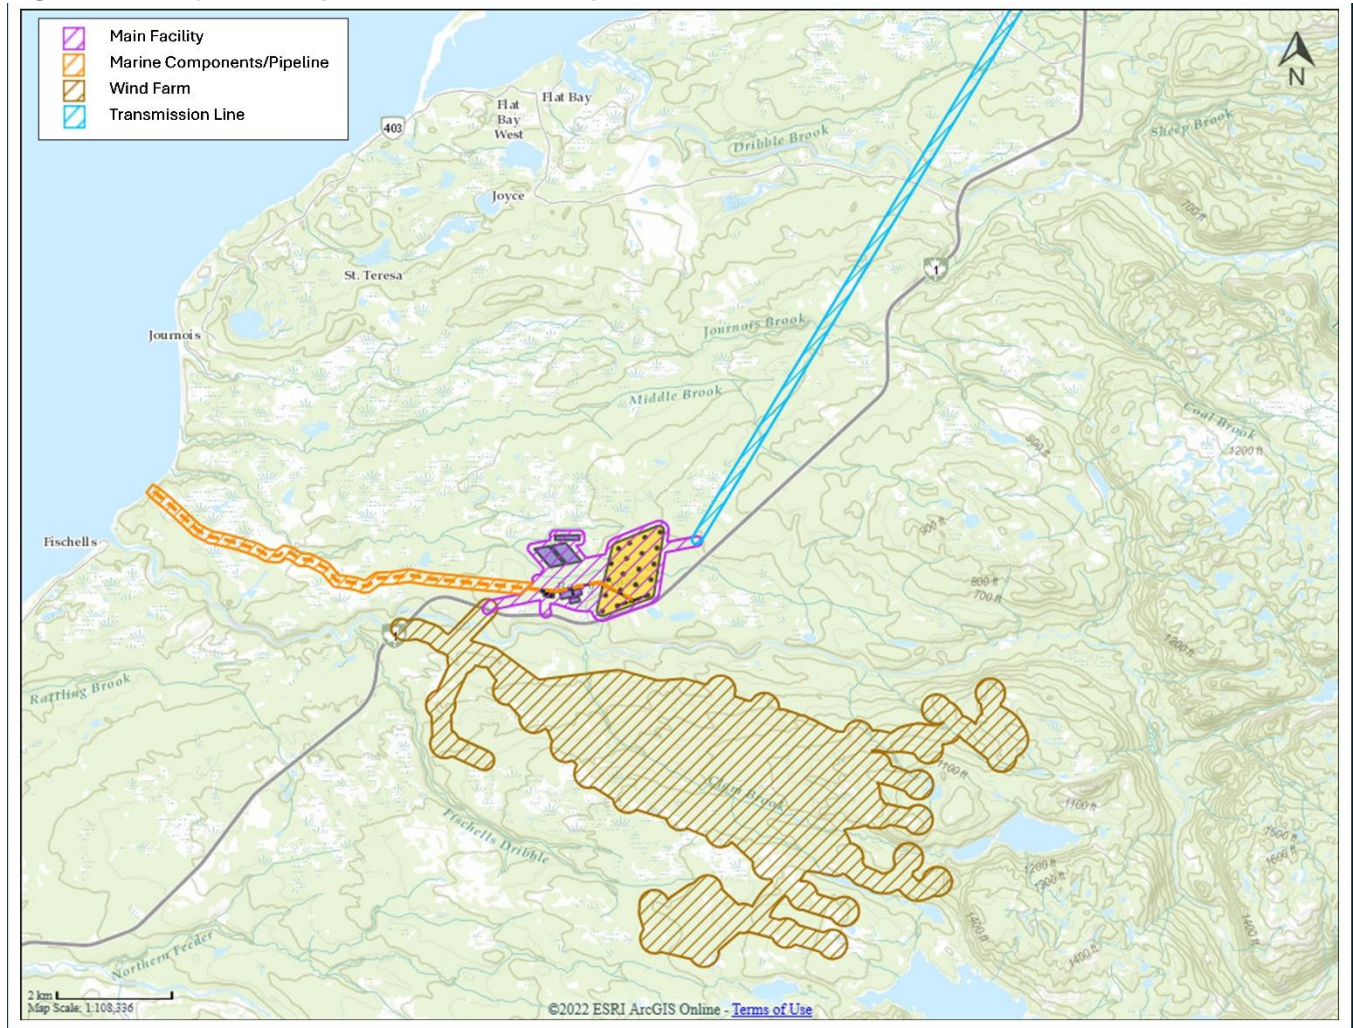 Main Facility
Marine Components/Pipeline
Wind Farm
Transmission Line
N
403
Flat Bay
Flat
Bay
West
Dribble Brook
Sheep Brook
Joyce
700 ft
St. Teresa
1
Journois
Journois Brook
Middle Brook
Coal Brook
800 ft
1200 ft
900 ft
Fischells
800 ft
700 ft
1
1200 ft
Rattling Brook
1100 ft
Clam Brook
1100 ft
Fischells Dribble
1500 ft
1600 ft
1200 ft
1300 ft
1400 ft
1400 ft
1400 ft
Northern Feeder
2 km
Map Scale: 1:108,336
©2022 ESRI ArcGIS Online - Terms of Use